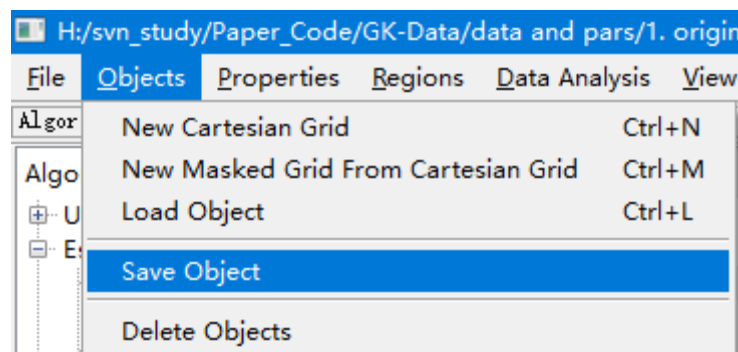 H:/svn_study/Paper_Code/GK-Data/data and pars/1. origin
File Objects Properties Regions Data Analysis View
Algor
New Cartesian Grid Ctrl+N
Algo
New Masked Grid From Cartesian Grid Ctrl+M
U
Load Object Ctrl+L
Es
Save Object
Delete Objects